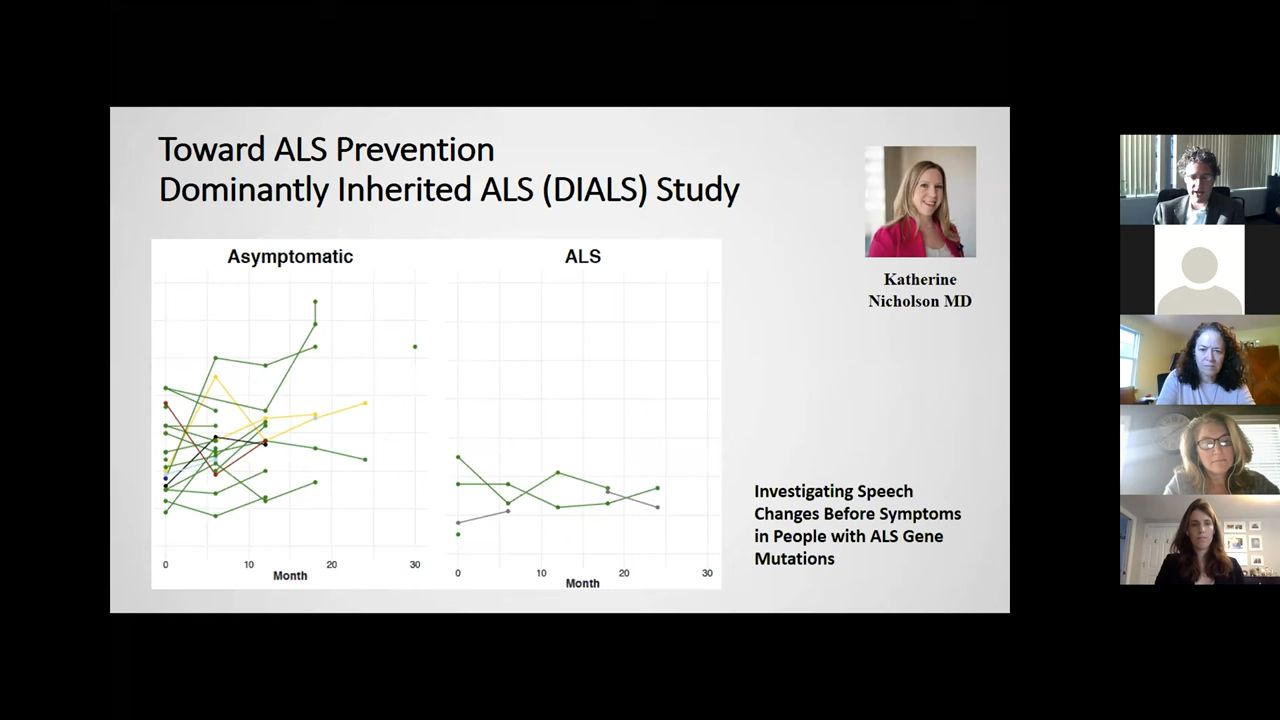 Toward ALS Prevention
Dominantly Inherited ALS (DIALS) Study
Katherine
Nicholson MD
Asymptomatic
ALS
0 10 20 30
Month
0 10 20 30
Month
Investigating Speech
Changes Before Symptoms
in People with ALS Gene
Mutations